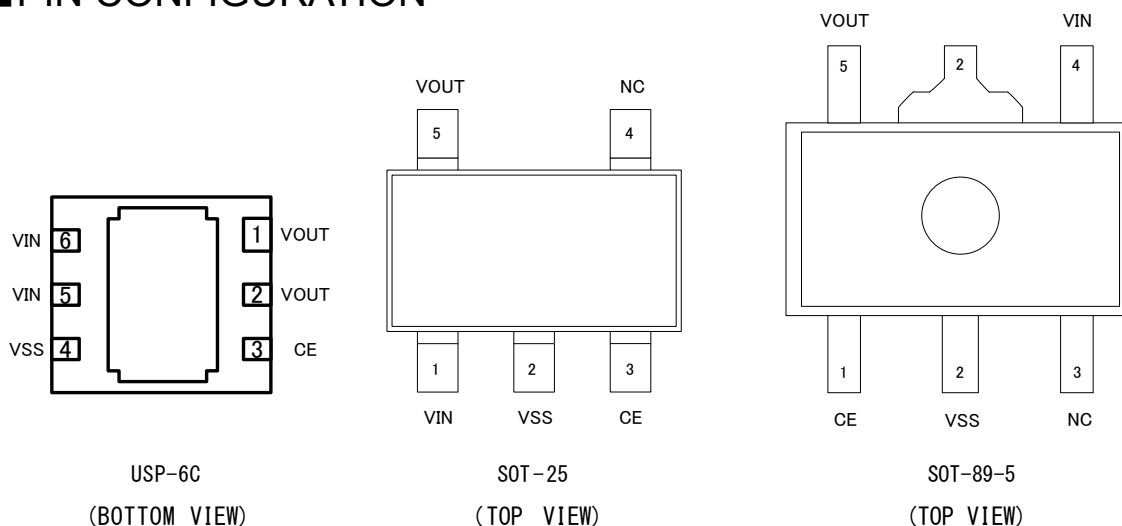 ■PIN CONFIGURATION
VIN 6 1 VOUT
VIN 5 2 VOUT
VSS 4 3 CE
USP-6C
(BOTTOM VIEW)
VOUT NC
5 4
1 2 3
VIN VSS CE
SOT-25
(TOP VIEW)
VOUT VIN
5 2 4
1 2 3
CE VSS NC
SOT-89-5
(TOP VIEW)